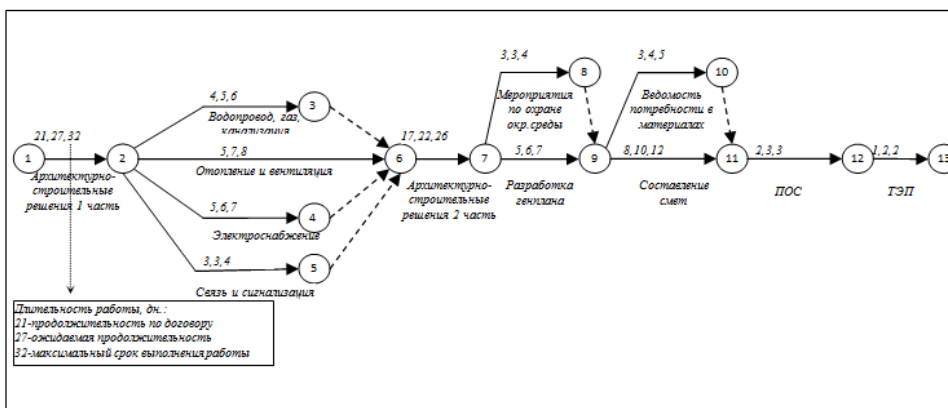 3,3,4
8
3,4,5
10
4,5,6
3
Мероприятия
по охране
окр.среды
Ведомость
потребности в
материалах
Водопровод, газ,
канализация
21,27,32
17,22,26
1
2
5,7,8
6
7
5,6,7
9
8,10,12
11
2,3,3
12
1,2,2
13
Архитектурно-
строительные
решения 1 часть
Отопление и вентиляция
Архитектурно-
строительные
решения 2 часть
Разработка
генплана
Составление
смет
ПОС
ТЭП
5,6,7
4
Электроснабжение
3,3,4
5
Связь и сигнализация
Длительность работы, дн.:
21-продолжительность по договору
27-ожидаемая продолжительность
32-максимальный срок выполнения работы